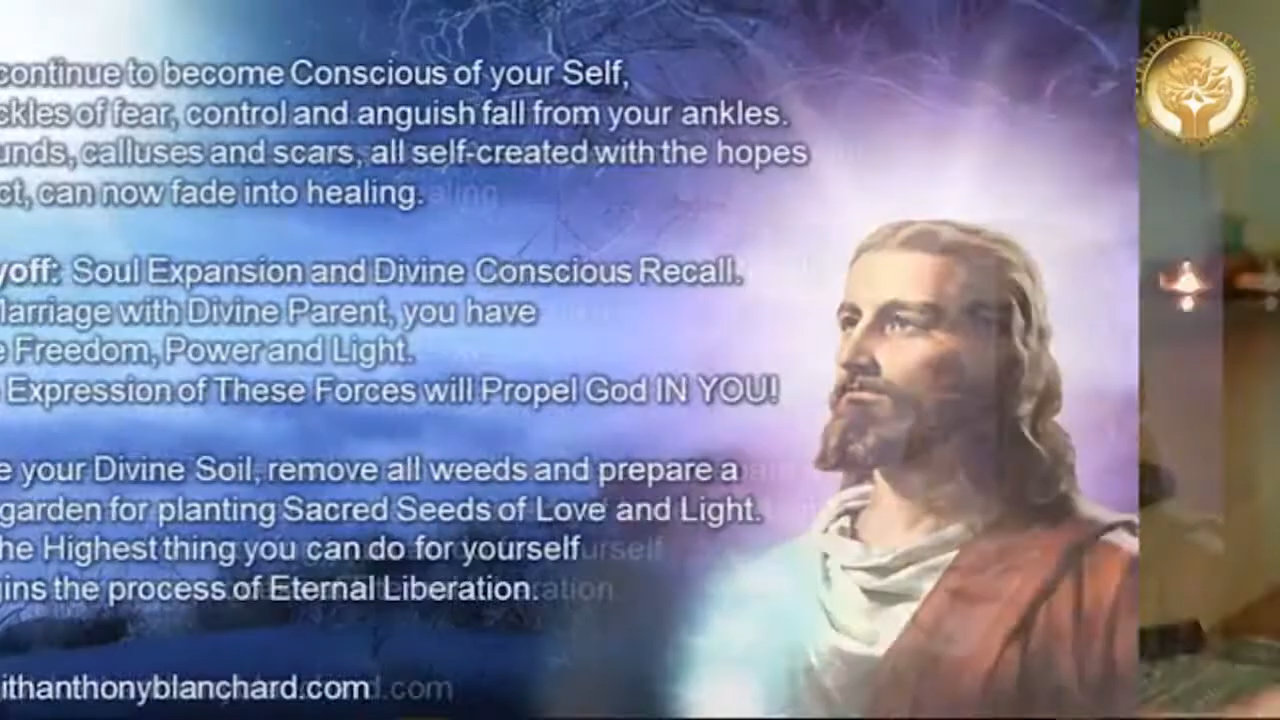 continue to become Conscious of your Self,
ckles of fear, control and anguish fall from your ankles.
unds, calluses and scars, all self-created with the hopes
ct, can now fade into healing.
yoff: Soul Expansion and Divine Conscious Recall.
Marriage with Divine Parent, you have
e Freedom, Power and Light.
Expression of These Forces will Propel God IN YOU!
e your Divine Soil, remove all weeds and prepare a
garden for planting Sacred Seeds of Love and Light.
he Highest thing you can do for yourself
gins the process of Eternal Liberation.
ithanthonyblanchard.com